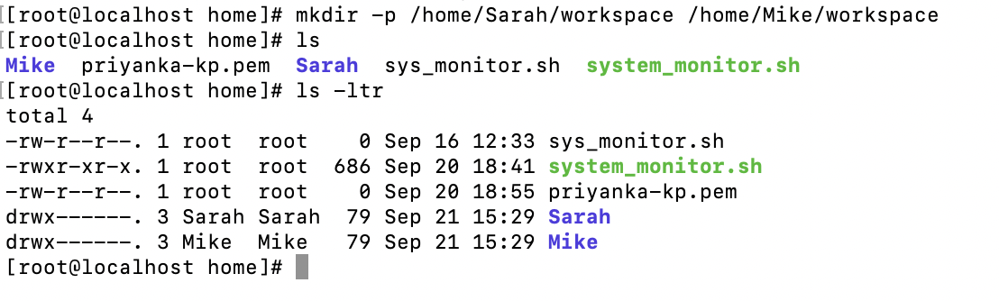 [[root@localhost home]# mkdir -p /home/Sarah/workspace /home/Mike/workspace
[[root@localhost home]# ls
Mike  priyanka-kp.pem  Sarah  sys_monitor.sh  system_monitor.sh
[[root@localhost home]# ls -ltr
total 4
-rw-r--r--. 1 root  root    0 Sep 16 12:33 sys_monitor.sh
-rwxr-xr-x. 1 root  root  686 Sep 20 18:41 system_monitor.sh
-rw-r--r--. 1 root  root    0 Sep 20 18:55 priyanka-kp.pem
drwx------. 3 Sarah Sarah  79 Sep 21 15:29 Sarah
drwx------. 3 Mike  Mike   79 Sep 21 15:29 Mike
[root@localhost home]#